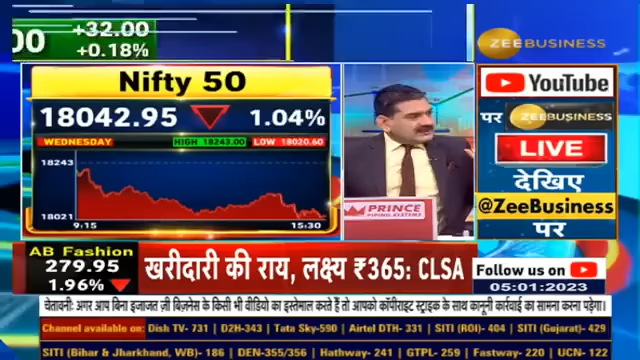 00
+32.00
+0.18%
ZEEBUSINESS
Nifty 50
18042.95 1.04%
WEDNESDAY HIGH 18243.00 LOW 18020.60
18243
18021
9:15 15:30
PRINCE
PIPING SYSTEMS
YouTube
पर ZEEBUSINESS
LIVE
देखिए
@ZeeBusiness
पर
AB Fashion
279.95
1.96%
खरीदारी की राय, लक्ष्य ₹365: CLSA
Follow us on
05:01:2023
चेतावनी: अगर आप बिना इजाजत ज़ी बिज़नेस के किसी भी वीडियो का इस्तेमाल करते हैं तो आपको कॉपीराइट स्ट्राइक के साथ कानूनी कार्रवाई का सामना करना पड़ेगा.
Channel available on: Dish TV- 731 | D2H-343 | Tata Sky-590 | Airtel DTH- 331 | SITI (ROI) - 404 | SITI (Gujarat)- 429
SITI (Bihar & Jharkhand, WB)- 186 | DEN-355/356 | Hathway- 241 | GTPL- 259 | Fastway- 220 | UCN- 122